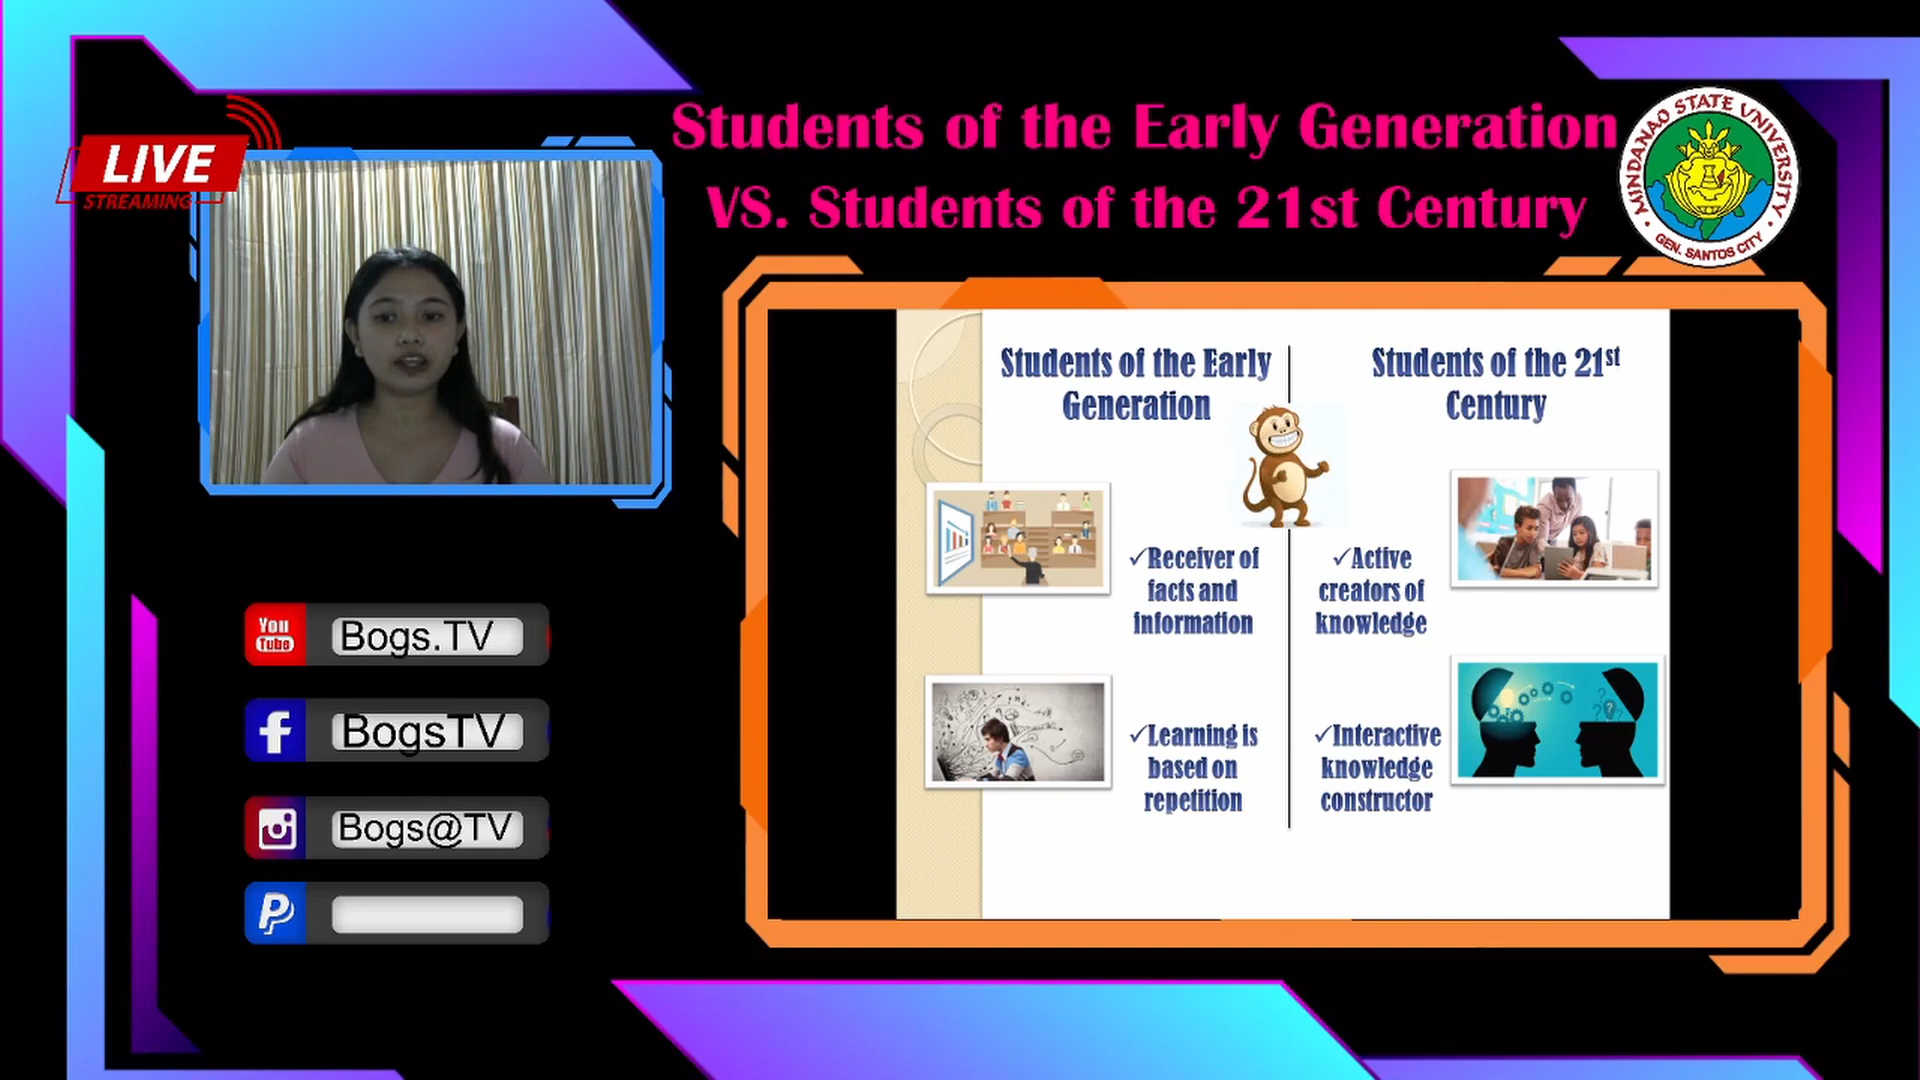 LIVE
STREAMING
Students of the Early Generation
VS. Students of the 21st Century
MINDANAO STATE UNIVERSITY
GEN. SANTOS CITY
Students of the Early
Generation
✓Receiver of
facts and
information
✓Learning is
based on
repetition
Students of the 21st
Century
✓Active
creators of
knowledge
✓Interactive
knowledge
constructor
You
Tube
Bogs.TV
f
BogsTV
Bogs@TV
P